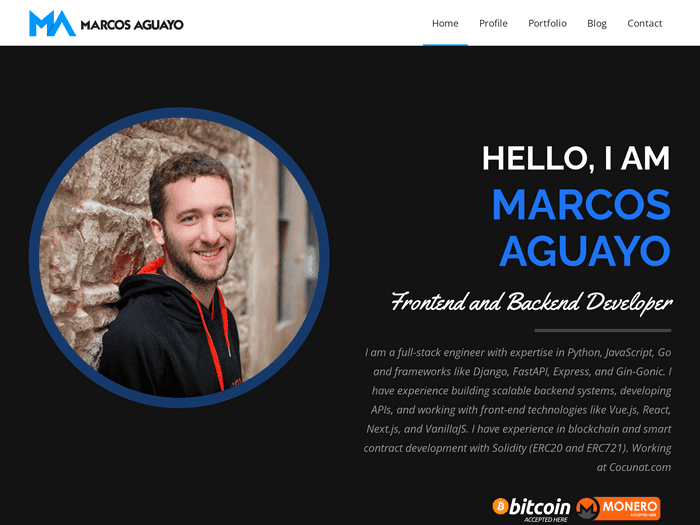 MA MARCOS AGUAYO
Home Profile Portfolio Blog Contact
HELLO, I AM
MARCOS
AGUAYO
Frontend and Backend Developer
I am a full-stack engineer with expertise in Python, JavaScript, Go
and frameworks like Django, FastAPI, Express, and Gin-Gonic. I
have experience building scalable backend systems, developing
APIs, and working with front-end technologies like Vue.js, React,
Next.js, and VanillaJS. I have experience in blockchain and smart
contract development with Solidity (ERC20 and ERC721). Working
at Cocunat.com
bitcoin
ACCEPTED HERE
MONERO
ACCEPTED HERE